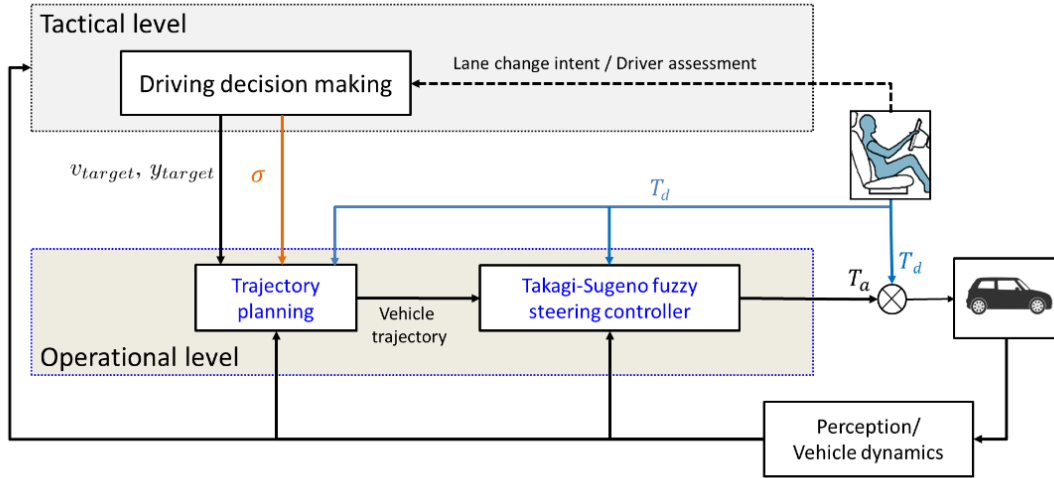 Tactical level
Driving decision making
Lane change intent / Driver assessment
v_target, y_target
σ
T_d
Trajectory
planning
Vehicle
trajectory
Takagi-Sugeno fuzzy
steering controller
T_a
T_d
Operational level
Perception/
Vehicle dynamics